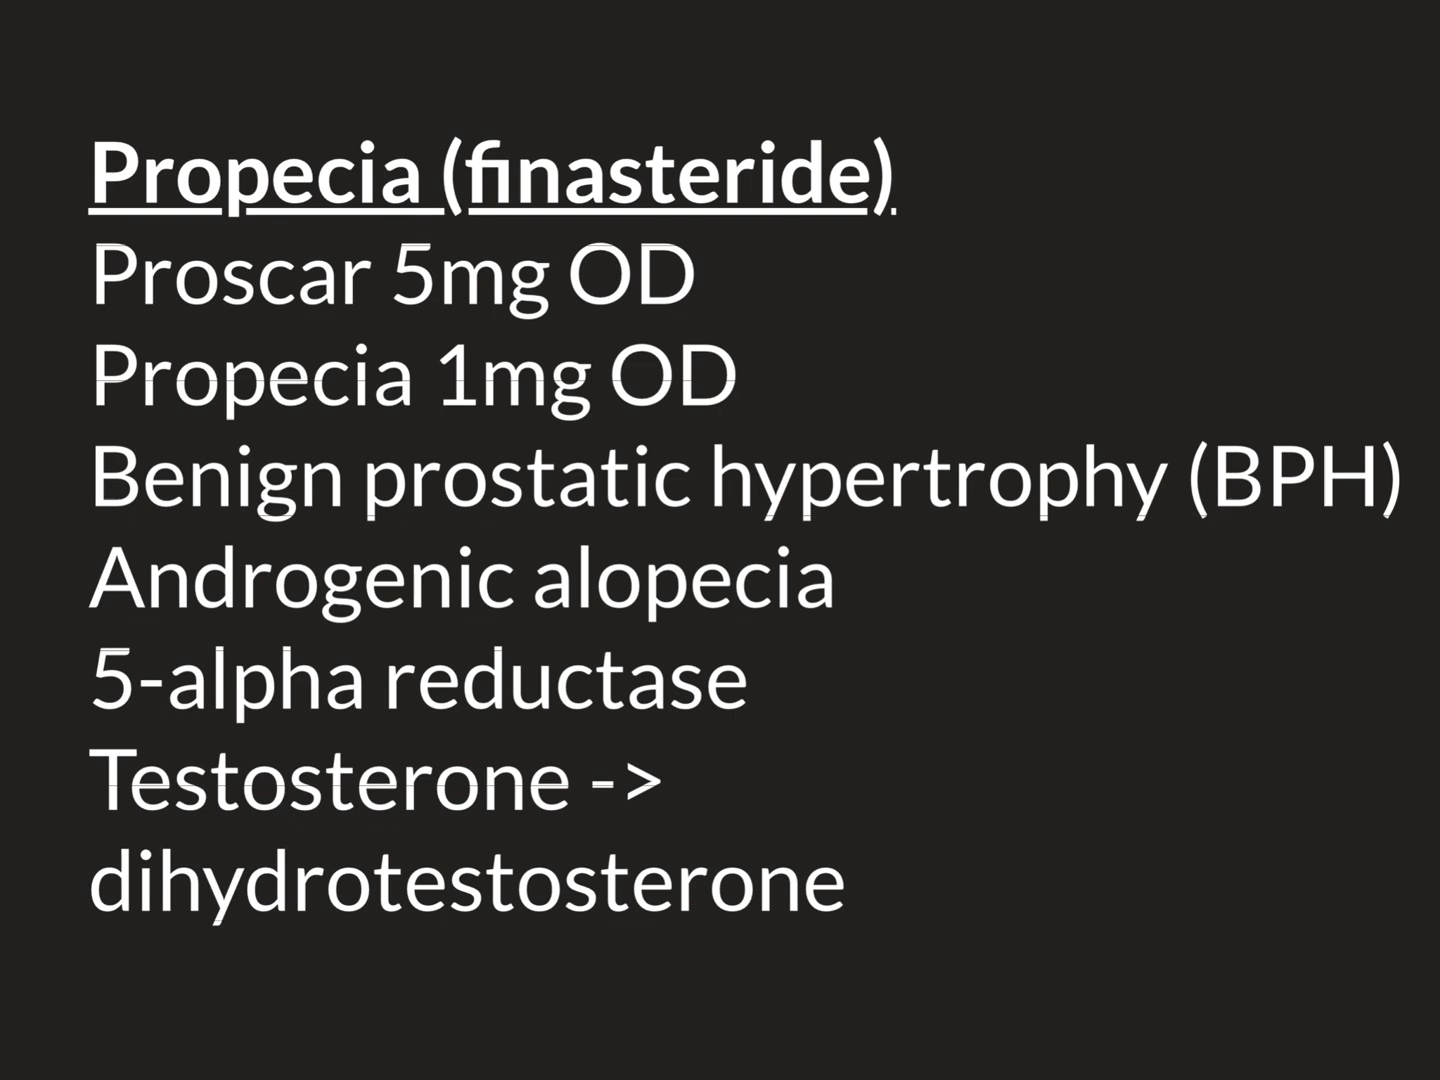 Propecia (finasteride)
Proscar 5mg OD
Propecia 1mg OD
Benign prostatic hypertrophy (BPH)
Androgenic alopecia
5-alpha reductase
Testosterone ->
dihydrotestosterone